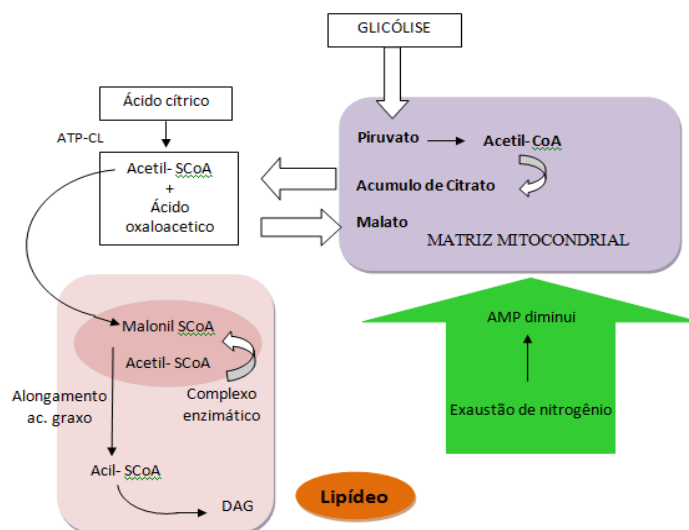 GLICÓLISE
Ácido cítrico
ATP-CL
Acetil- SCoA
+
Ácido
oxaloacetico
Piruvato
Acetil- CoA
Acumulo de Citrato
Malato
MATRIZ MITOCONDRIAL
Malonil SCoA
Acetil- SCoA
Alongamento
ac. graxo
Complexo
enzimático
Acil- SCoA
DAG
Lipídeo
AMP diminui
Exaustão de nitrogênio